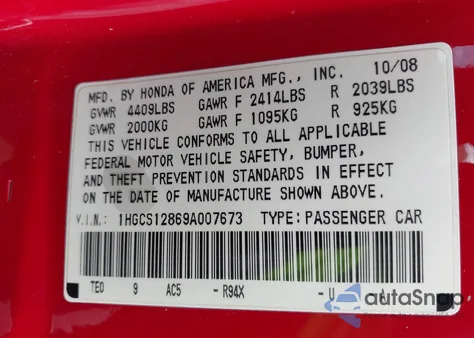 MFD. BY HONDA OF AMERICA MFG., INC. 10/08
GVWR 4409LBS GAWR F 2414LBS R 2039LBS
GVWR 2000KG GAWR F 1095KG R 925KG
THIS VEHICLE CONFORMS TO ALL APPLICABLE
FEDERAL MOTOR VEHICLE SAFETY, BUMPER,
AND THEFT PREVENTION STANDARDS IN EFFECT
ON THE DATE OF MANUFACTURE SHOWN ABOVE.
V.I.N.: 1HGCS12869A007673 TYPE: PASSENGER CAR
TE0 9 AC5 - R94X - U
autoSnap